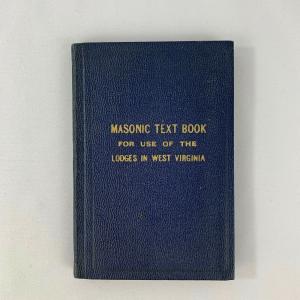 MASONIC TEXT BOOK
FOR USE OF THE
LODGES IN WEST VIRGINIA